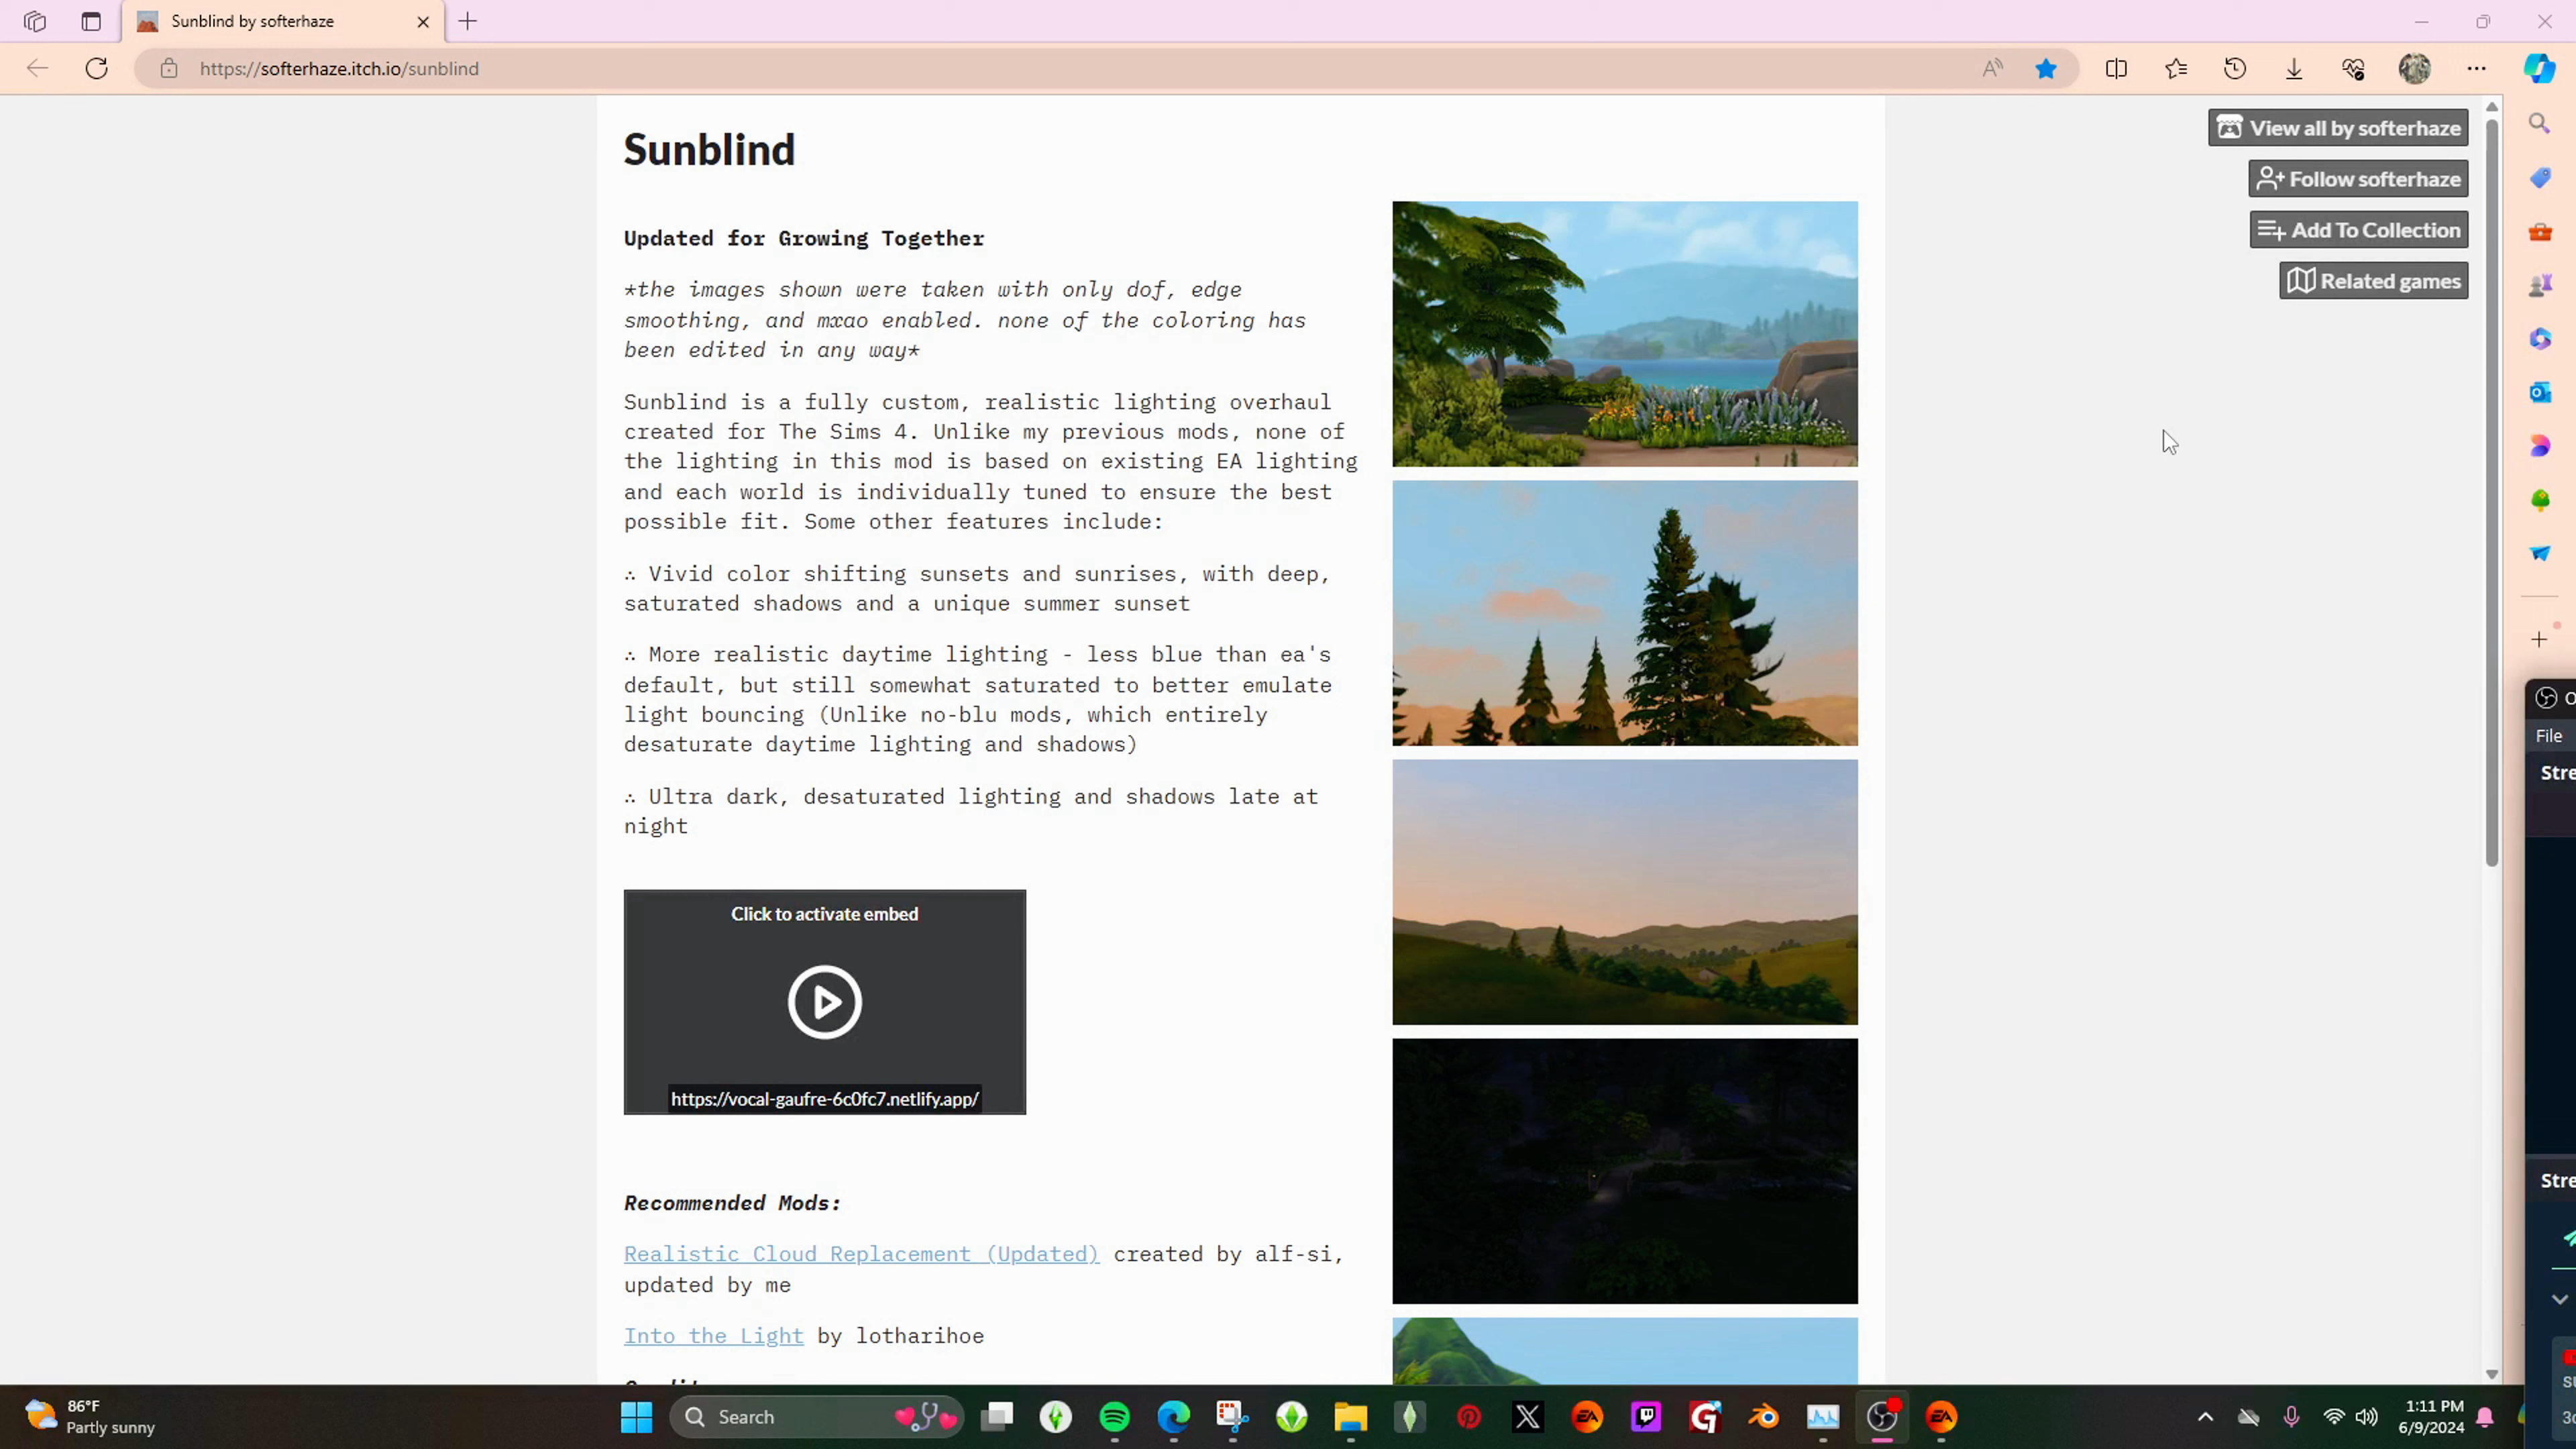 Sunblind by softerhaze
https://softerhaze.itch.io/sunblind
View all by softerhaze
Follow softerhaze
Add To Collection
Related games
Sunblind
Updated for Growing Together
*the images shown were taken with only dof, edge
smoothing, and mxao enabled. none of the coloring has
been edited in any way*
Sunblind is a fully custom, realistic lighting overhaul
created for The Sims 4. Unlike my previous mods, none of
the lighting in this mod is based on existing EA lighting
and each world is individually tuned to ensure the best
possible fit. Some other features include:
∴ Vivid color shifting sunsets and sunrises, with deep,
saturated shadows and a unique summer sunset
∴ More realistic daytime lighting - less blue than ea's
default, but still somewhat saturated to better emulate
light bouncing (Unlike no-blu mods, which entirely
desaturate daytime lighting and shadows)
∴ Ultra dark, desaturated lighting and shadows late at
night
Click to activate embed
https://vocal-gaufre-6c0fc7.netlify.app/
Recommended Mods:
Realistic Cloud Replacement (Updated) created by alf-si,
updated by me
Into the Light by lotharihoe
File
Stre
Stre
86°F
Partly sunny
Search
1:11 PM
6/9/2024